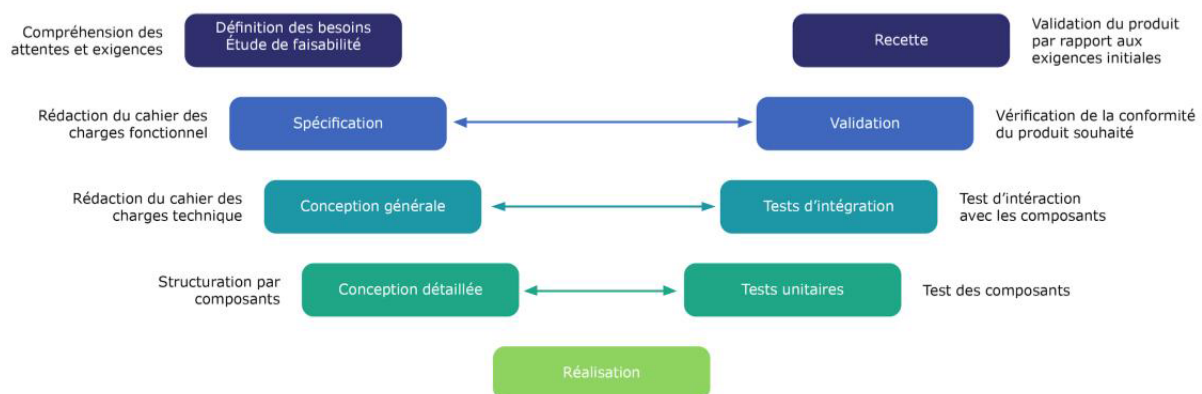 Compréhension des
attentes et exigences
Définition des besoins
Étude de faisabilité
Recette
Validation du produit
par rapport aux
exigences initiales
Rédaction du cahier des
charges fonctionnel
Spécification
Validation
Vérification de la conformité
du produit souhaité
Rédaction du cahier des
charges technique
Conception générale
Tests d’intégration
Test d’intéraction
avec les composants
Structuration par
composants
Conception détaillée
Tests unitaires
Test des composants
Réalisation